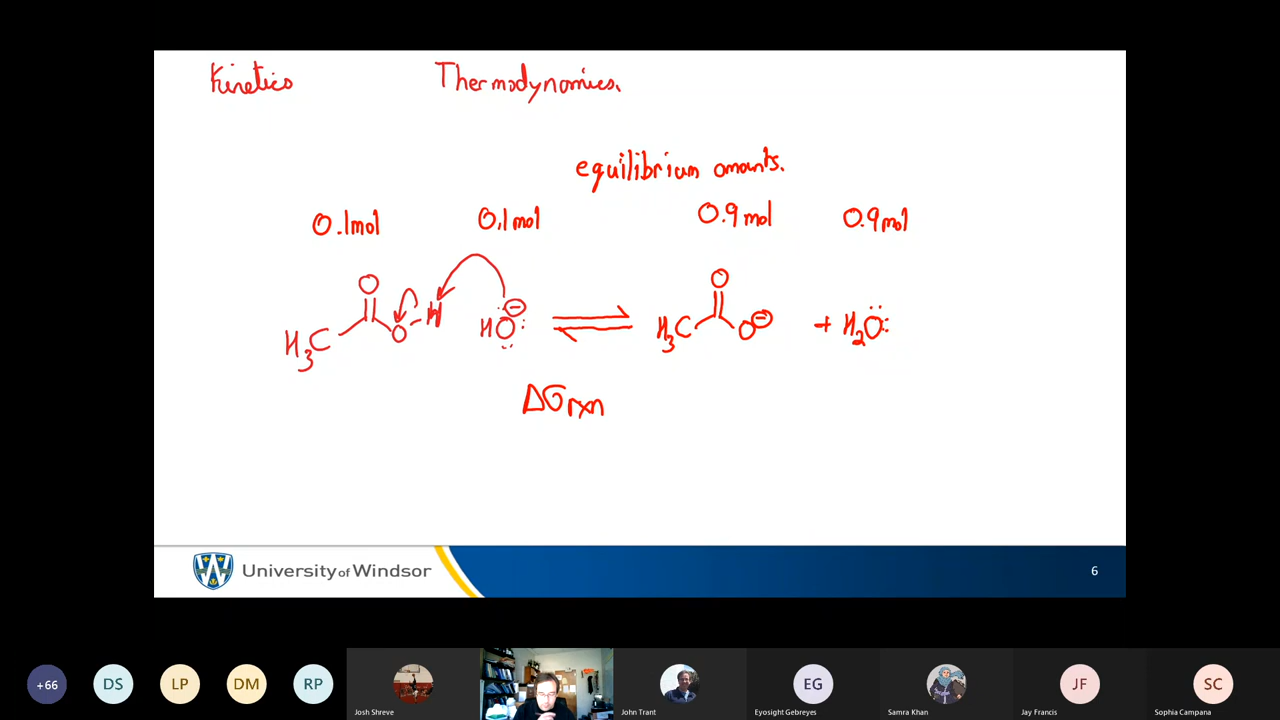 Kinetics Thermodynamics.
equilibrium amounts.
0.1mol 0.1mol 0.9mol 0.9mol
O O
H3C O-H HO⊖ ⇌ H3C O⊖ + H2O
ΔGrxn
University of Windsor 6
+66 DS LP DM RP EG JF SC
Josh Shreve John Trant Eyosight Gebreyes Samra Khan Jay Francis Sophia Campana